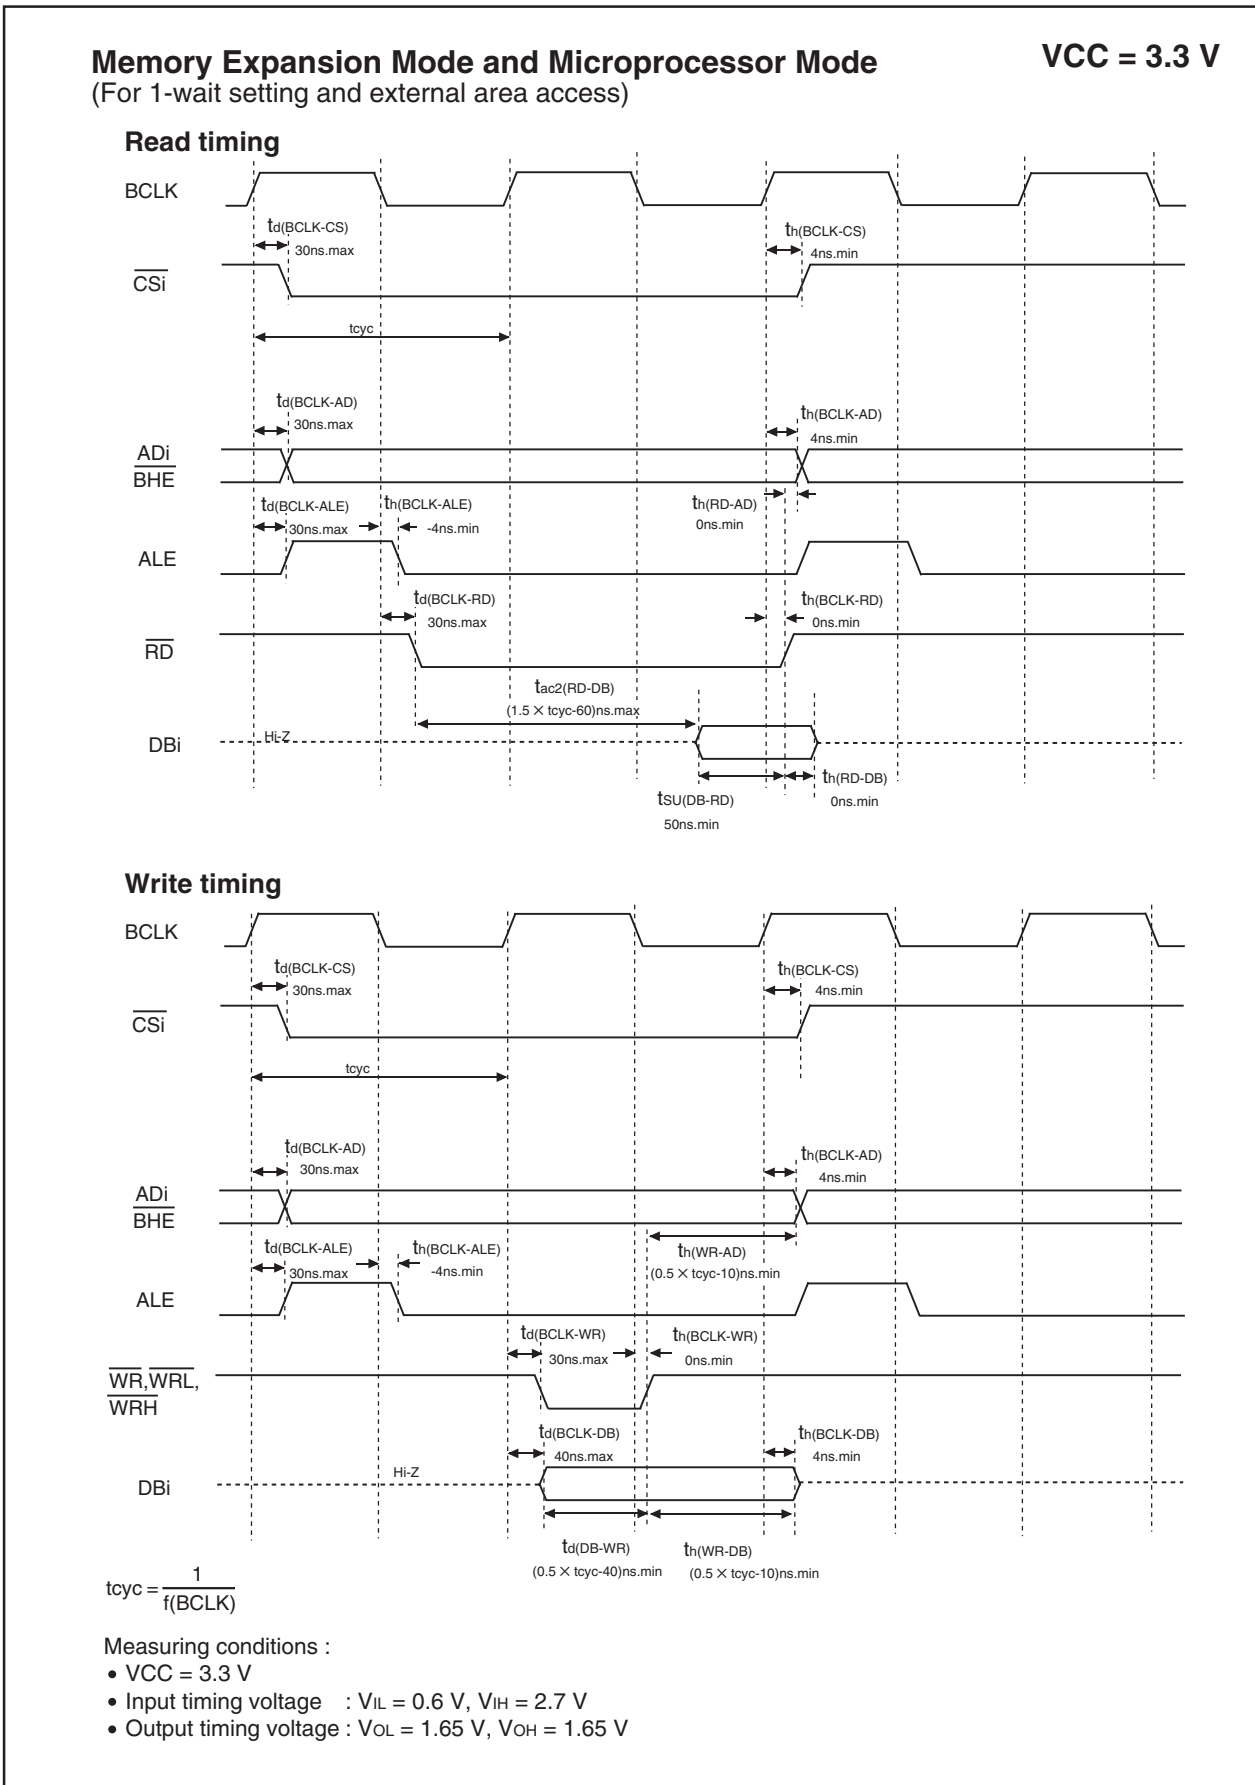 Memory Expansion Mode and Microprocessor Mode
VCC = 3.3 V
(For 1-wait setting and external area access)
Read timing
BCLK
td(BCLK-CS)
30ns.max
th(BCLK-CS)
4ns.min
CSi
tcyc
td(BCLK-AD)
30ns.max
th(BCLK-AD)
4ns.min
ADi
BHE
td(BCLK-ALE)
30ns.max
th(BCLK-ALE)
-4ns.min
th(RD-AD)
0ns.min
ALE
td(BCLK-RD)
30ns.max
th(BCLK-RD)
0ns.min
RD
tac2(RD-DB)
(1.5 × tcyc-60)ns.max
DBi
Hi-Z
tSU(DB-RD)
50ns.min
th(RD-DB)
0ns.min
Write timing
BCLK
td(BCLK-CS)
30ns.max
th(BCLK-CS)
4ns.min
CSi
tcyc
td(BCLK-AD)
30ns.max
th(BCLK-AD)
4ns.min
ADi
BHE
td(BCLK-ALE)
30ns.max
th(BCLK-ALE)
-4ns.min
th(WR-AD)
(0.5 × tcyc-10)ns.min
ALE
td(BCLK-WR)
30ns.max
th(BCLK-WR)
0ns.min
WR,WRL,
WRH
td(BCLK-DB)
40ns.max
th(BCLK-DB)
4ns.min
DBi
Hi-Z
td(DB-WR)
(0.5 × tcyc-40)ns.min
th(WR-DB)
(0.5 × tcyc-10)ns.min
tcyc = 1
f(BCLK)
Measuring conditions :
• VCC = 3.3 V
• Input timing voltage : VIL = 0.6 V, VIH = 2.7 V
• Output timing voltage : VOL = 1.65 V, VOH = 1.65 V